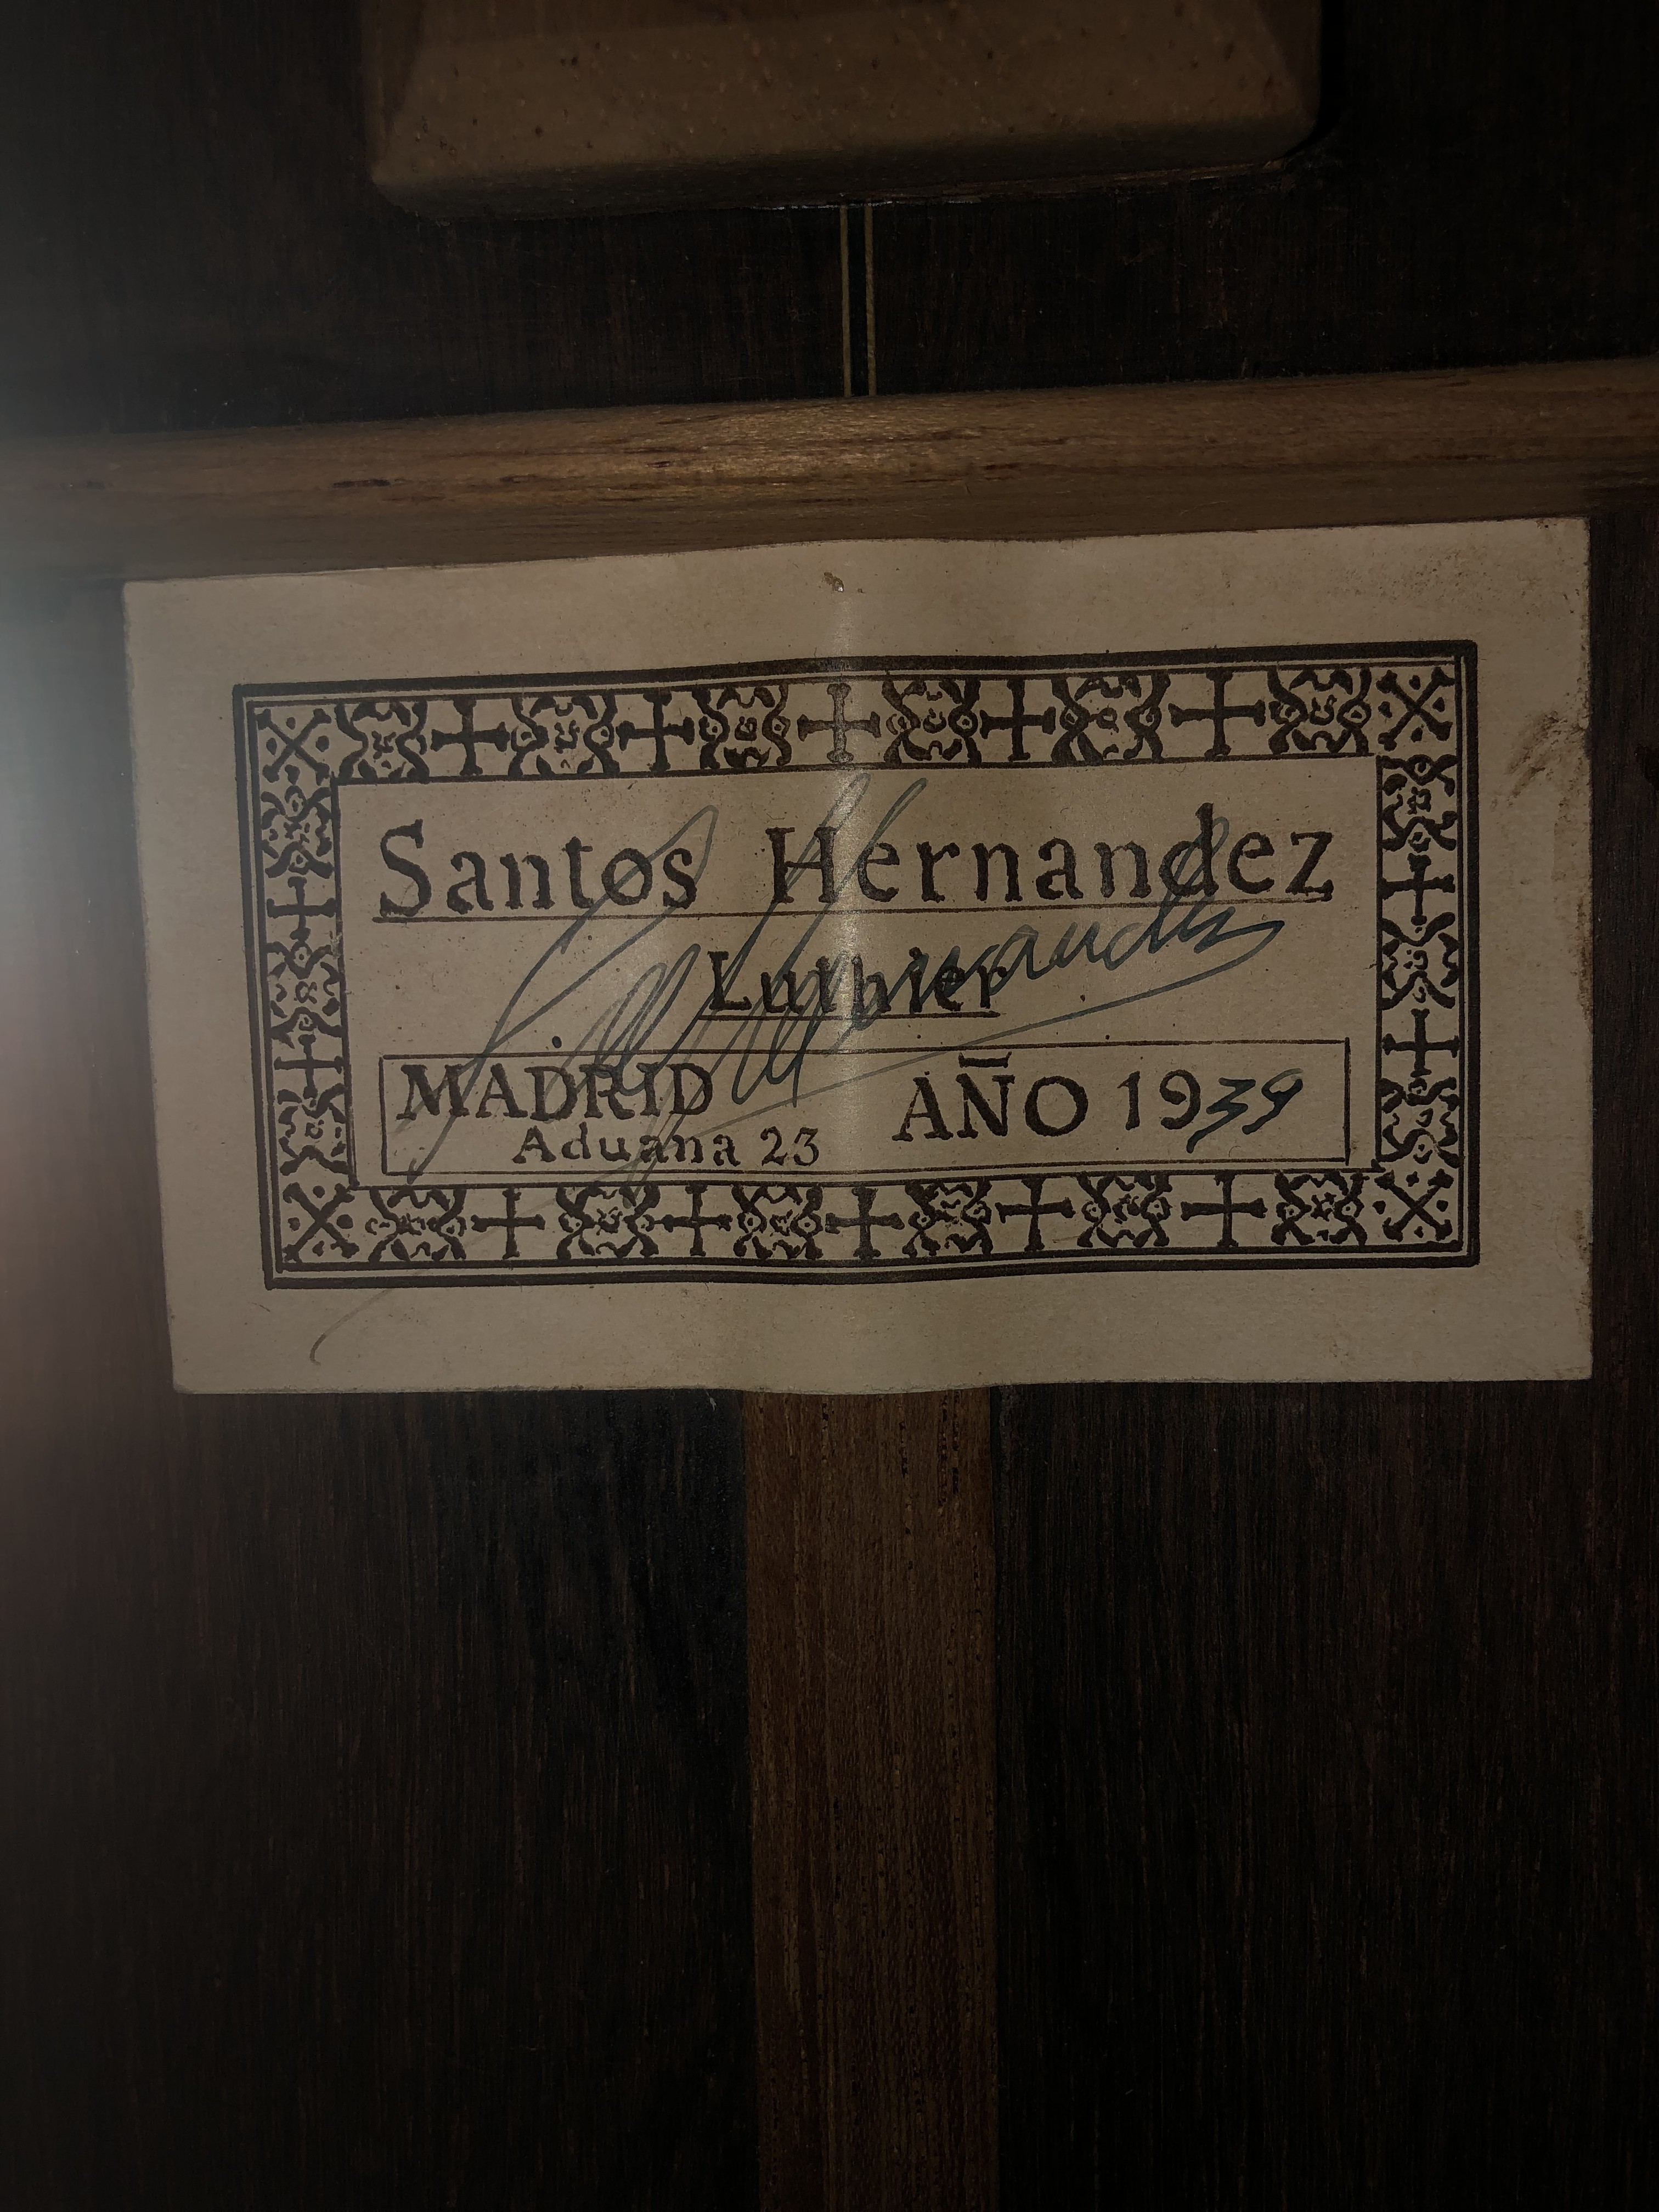 Santos Hernandez
Luthier
MADRID
Aduana 23
AÑO 1939